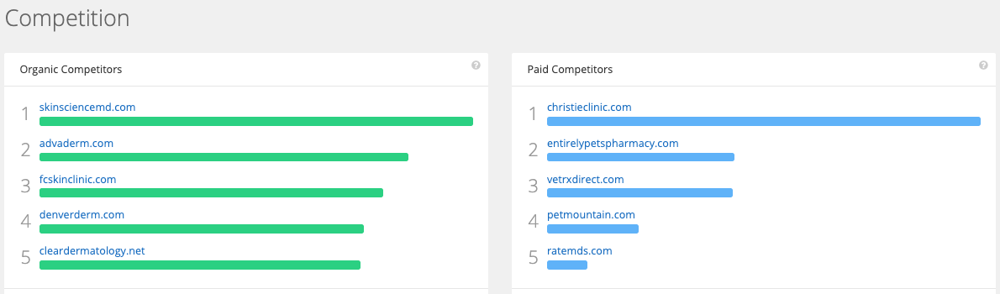 Competition
Organic Competitors
1 skinsciencemd.com
2 advaderm.com
3 fcskinclinic.com
4 denverderm.com
5 cleardermatology.net
Paid Competitors
1 christieclinic.com
2 entirelypetspharmacy.com
3 vetrxdirect.com
4 petmountain.com
5 ratemds.com